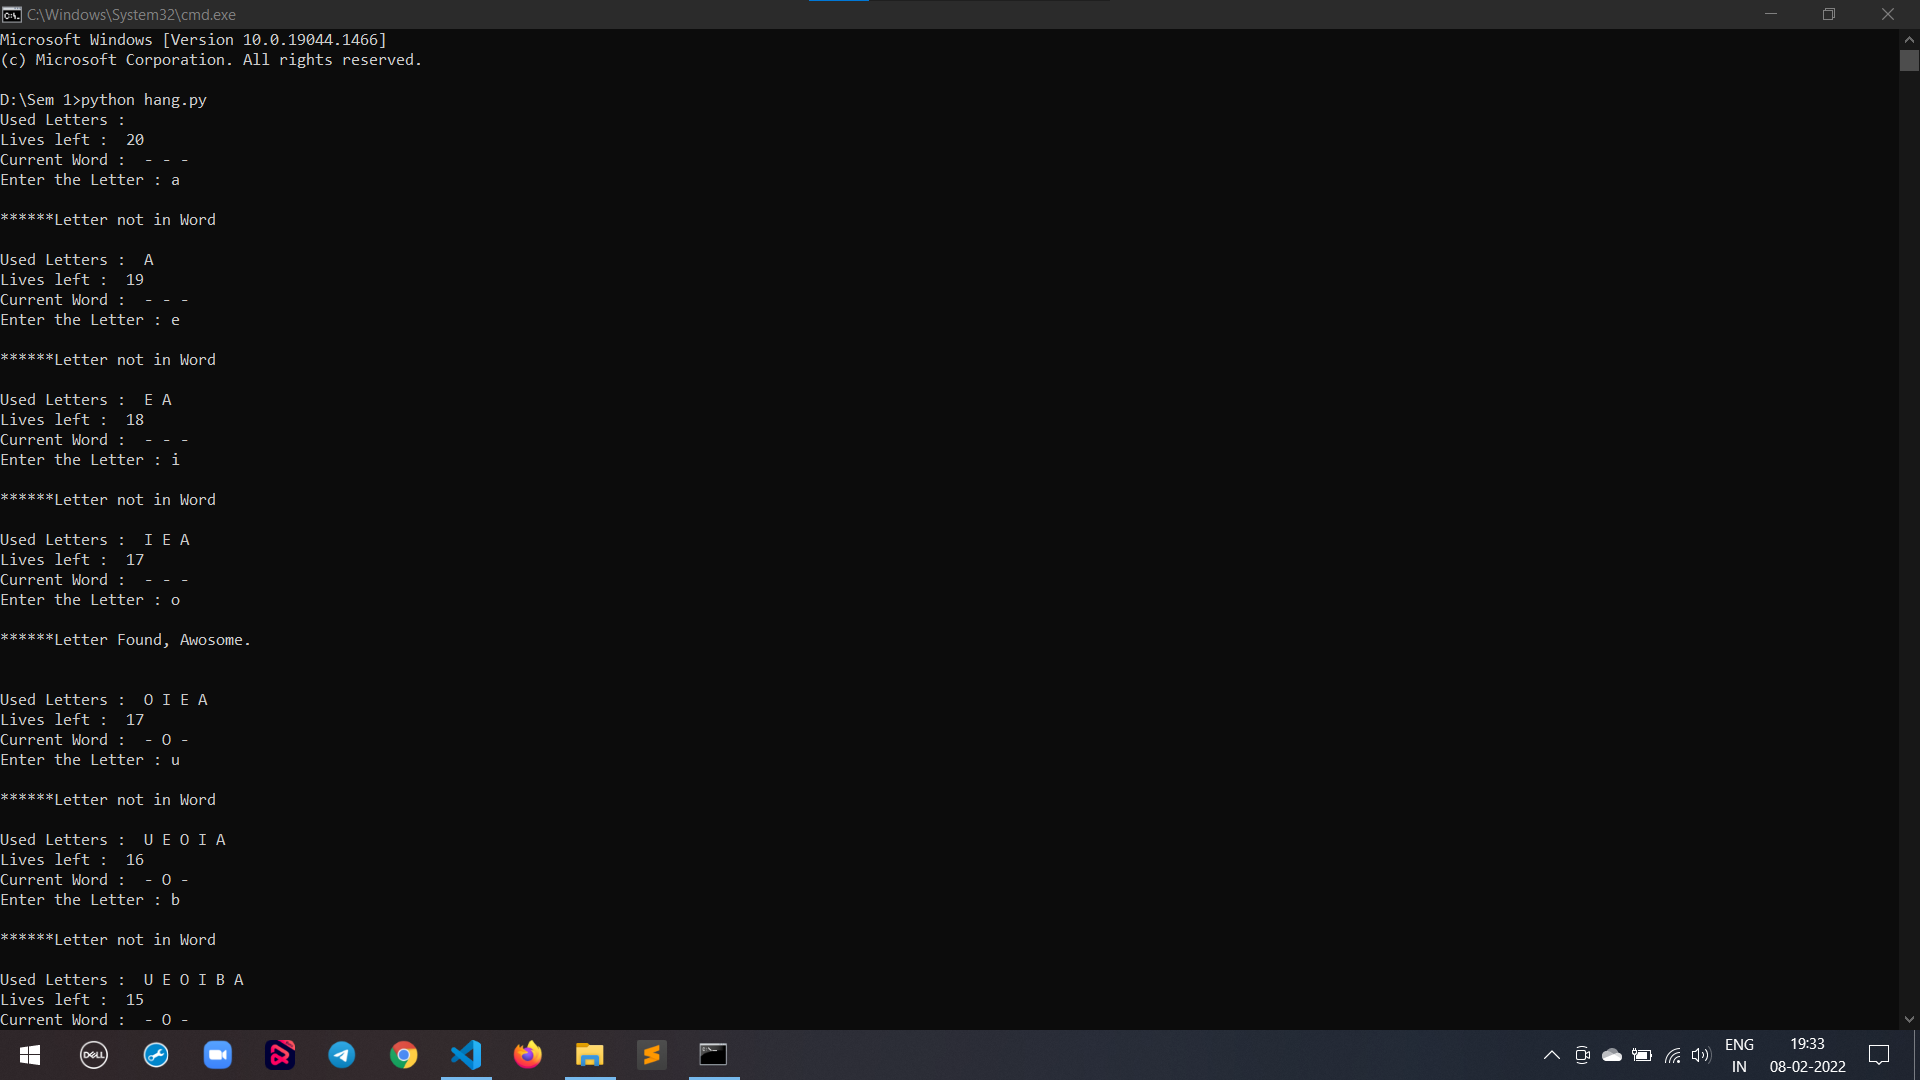 C:\Windows\System32\cmd.exe
Microsoft Windows [Version 10.0.19044.1466]
(c) Microsoft Corporation. All rights reserved.
D:\Sem 1>python hang.py
Used Letters :
Lives left :  20
Current Word :  - - -
Enter the Letter : a
******Letter not in Word
Used Letters :  A
Lives left :  19
Current Word :  - - -
Enter the Letter : e
******Letter not in Word
Used Letters :  E A
Lives left :  18
Current Word :  - - -
Enter the Letter : i
******Letter not in Word
Used Letters :  I E A
Lives left :  17
Current Word :  - - -
Enter the Letter : o
******Letter Found, Awosome.
Used Letters :  O I E A
Lives left :  17
Current Word :  - O -
Enter the Letter : u
******Letter not in Word
Used Letters :  U E O I A
Lives left :  16
Current Word :  - O -
Enter the Letter : b
******Letter not in Word
Used Letters :  U E O I B A
Lives left :  15
Current Word :  - O -
DELL
ENG
IN
19:33
08-02-2022